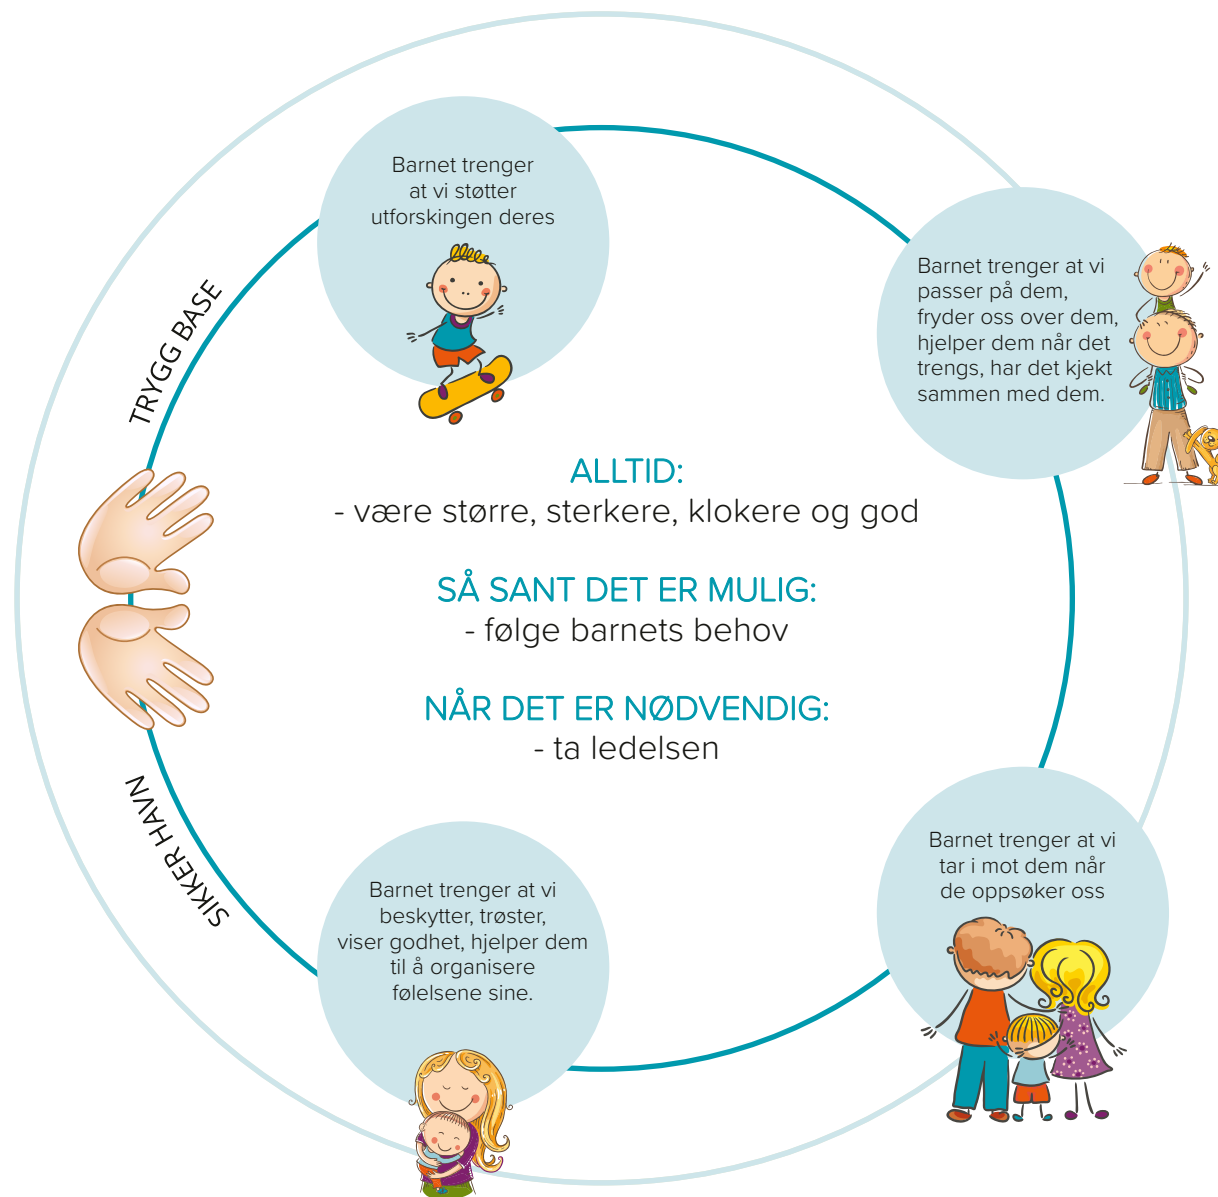 Barnet trenger
at vi støtter
utforskingen deres
Barnet trenger at vi
passer på dem,
fryder oss over dem,
hjelper dem når det
trengs, har det kjekt
sammen med dem.
TRYGG BASE
ALLTID:
- være større, sterkere, klokere og god
SÅ SANT DET ER MULIG:
- følge barnets behov
NÅR DET ER NØDVENDIG:
- ta ledelsen
SIKKER HAVN
Barnet trenger at vi
tar i mot dem når
de oppsøker oss
Barnet trenger at vi
beskytter, trøster,
viser godhet, hjelper dem
til å organisere
følelsene sine.